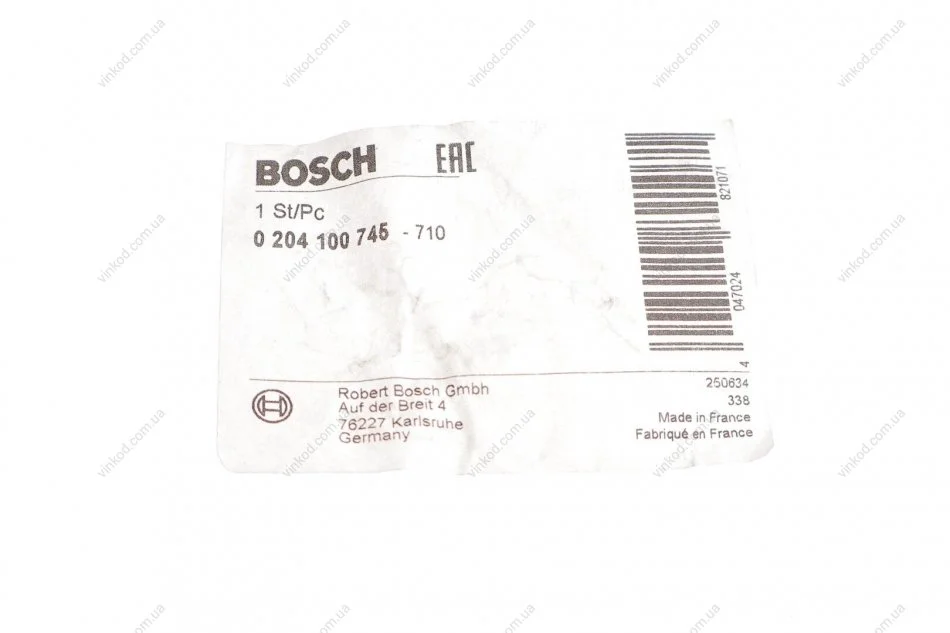 BOSCH EAC
1 St/Pc
0 204 100 745 - 710
4 047024 821071
Robert Bosch Gmbh
Auf der Breit 4
76227 Karlsruhe
Germany
250634
338
Made in France
Fabriqué en France
vinkod.com.ua